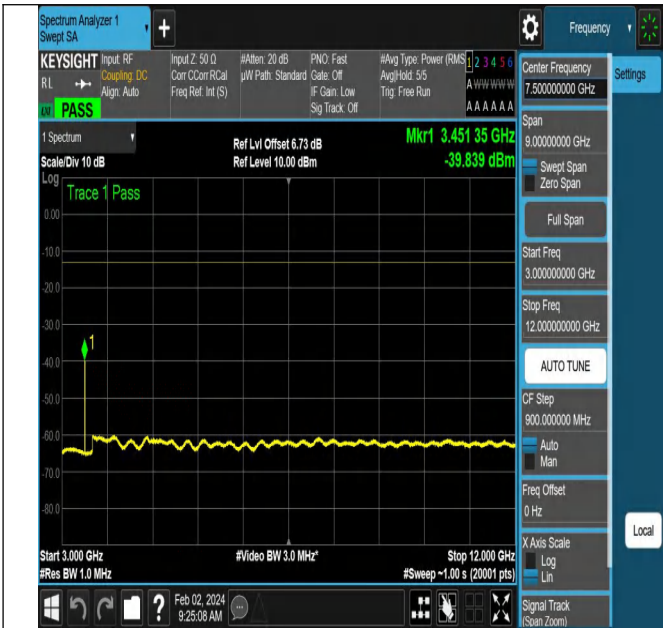 Spectrum Analyzer 1
Swept SA
+
Frequency
KEYSIGHT
RL
PASS
Input: RF
Coupling: DC
Align: Auto
Input Z: 50 Ω
Corr CCorr RCal
Freq Ref: Int (S)
#Atten: 20 dB
µW Path: Standard
PNO: Fast
Gate: Off
IF Gain: Low
Sig Track: Off
#Avg Type: Power (RMS
Avg|Hold: 5/5
Trig: Free Run
1 2 3 4 5 6
A W W W W W
A A A A A A
1 Spectrum
Scale/Div 10 dB
Log
Ref Lvl Offset 6.73 dB
Ref Level 10.00 dBm
Mkr1 3.451 35 GHz
-39.839 dBm
Trace 1 Pass
0.00
-10.0
-20.0
-30.0
1
-40.0
-50.0
-60.0
-70.0
-80.0
Start 3.000 GHz
#Res BW 1.0 MHz
#Video BW 3.0 MHz*
Stop 12.000 GHz
#Sweep ~1.00 s (20001 pts)
?
Feb 02, 2024
9:25:08 AM
Center Frequency
7.50000000 GHz
Settings
Span
9.00000000 GHz
Swept Span
Zero Span
Full Span
Start Freq
3.000000000 GHz
Stop Freq
12.000000000 GHz
AUTO TUNE
CF Step
900.000000 MHz
Auto
Man
Freq Offset
0 Hz
X Axis Scale
Log
Lin
Local
Signal Track
(Span Zoom)